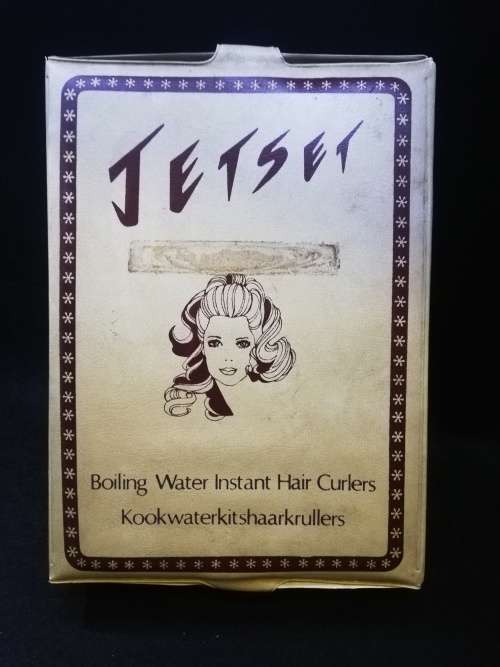 JETSET
Boiling Water Instant Hair Curlers
Kookwaterkitshaarkrullers